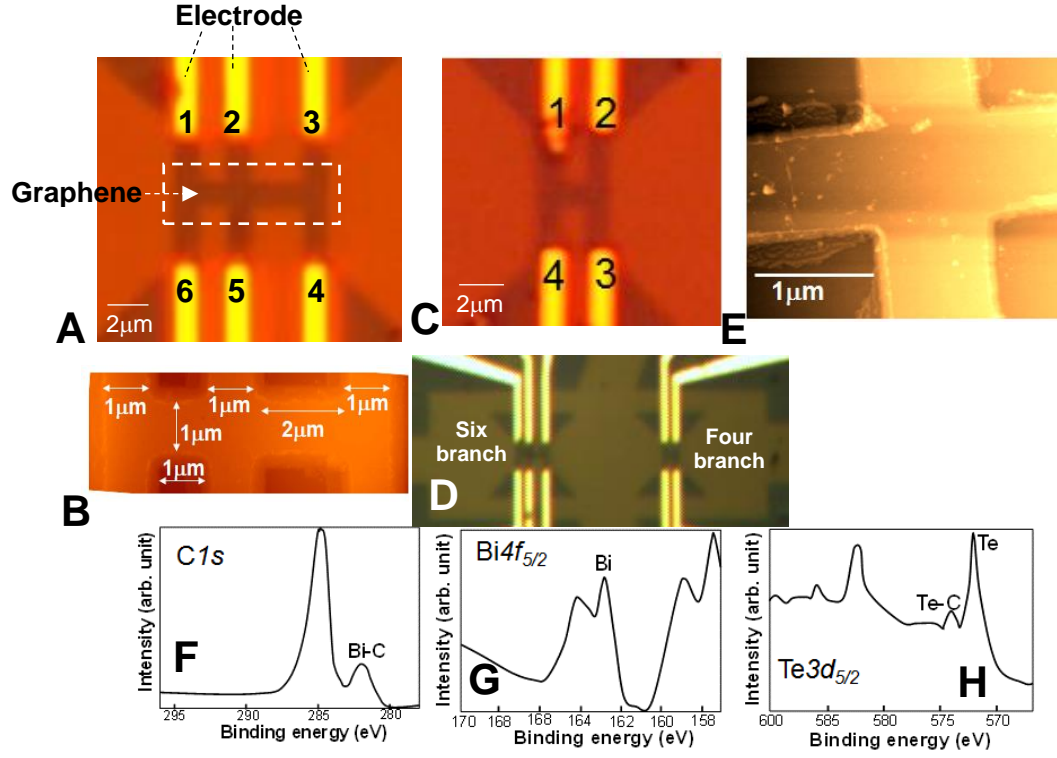 Electrode
1 2 3
Graphene
6 5 4
2μm
A
1 2
4 3
2μm
C
1μm
E
1μm 1μm 1μm
1μm 2μm
1μm
B
Six
branch
Four
branch
D
C1s
Bi-C
F
Intensity (arb. unit)
295 290 285 280
Binding energy (eV)
Bi4f5/2
Bi
G
Intensity (arb. unit)
170 168 168 164 162 160 158
Binding energy (eV)
Te
Te-C
Te3d5/2
H
Intensity (arb. unit)
600 585 580 575 570
Binding energy (eV)